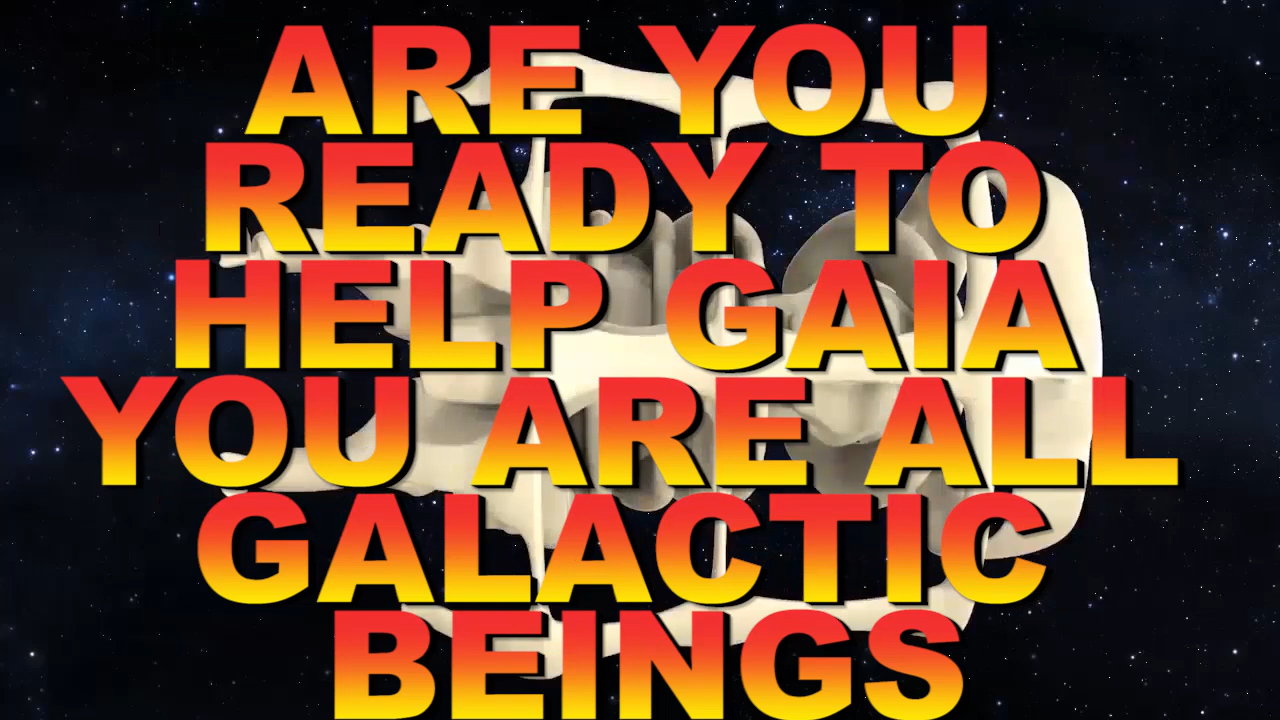 ARE YOU
READY TO
HELP GAIA
YOU ARE ALL
GALACTIC
BEINGS